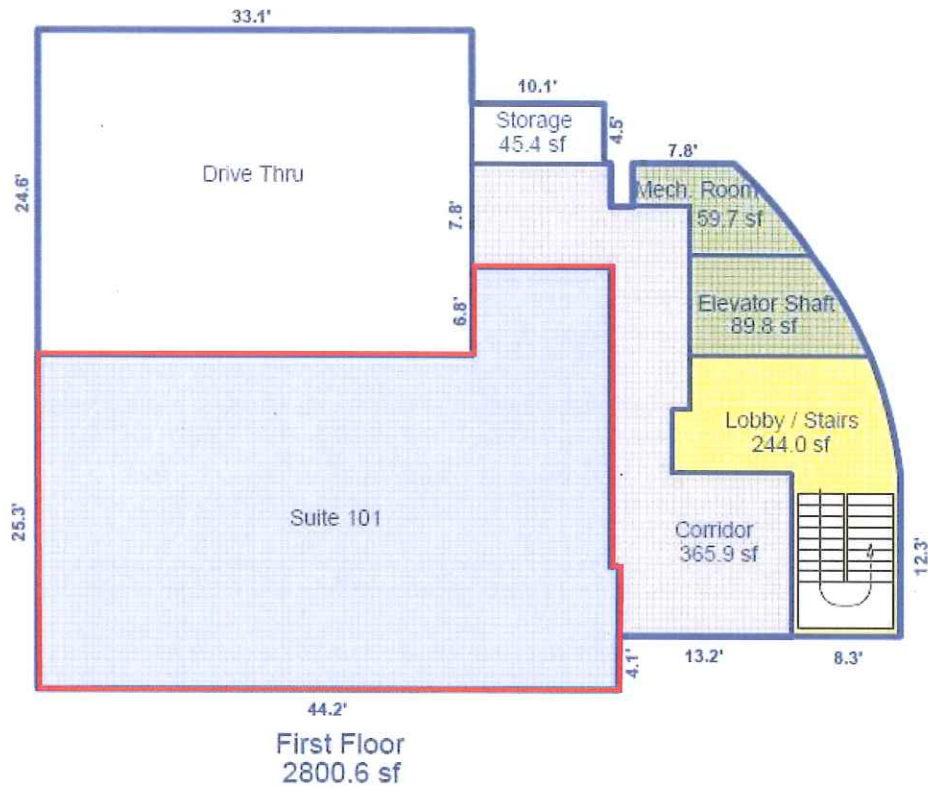 33.1'
10.1'
Storage
45.4 sf
4.5'
7.8'
Drive Thru
24.6'
7.8'
Mech. Room
59.7 sf
6.8'
Elevator Shaft
89.8 sf
Lobby / Stairs
244.0 sf
25.3'
Suite 101
Corridor
365.9 sf
12.3'
4.1'
13.2'
8.3'
44.2'
First Floor
2800.6 sf